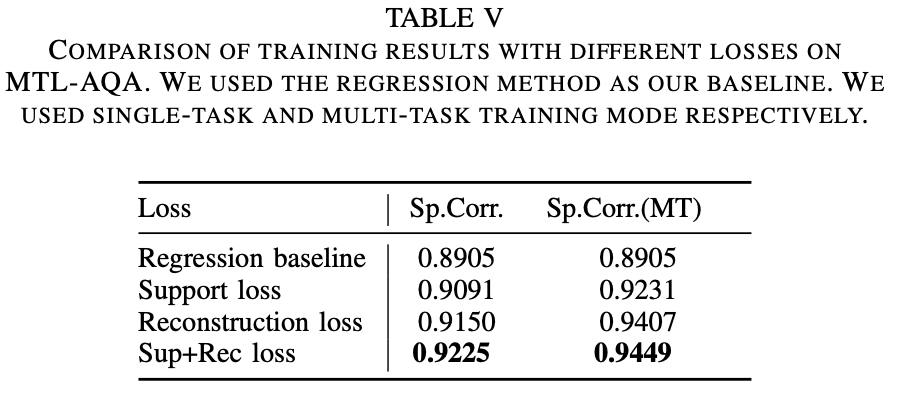 TABLE V
COMPARISON OF TRAINING RESULTS WITH DIFFERENT LOSSES ON
MTL-AQA. WE USED THE REGRESSION METHOD AS OUR BASELINE. WE
USED SINGLE-TASK AND MULTI-TASK TRAINING MODE RESPECTIVELY.
Loss Sp.Corr. Sp.Corr.(MT)
Regression baseline 0.8905 0.8905
Support loss 0.9091 0.9231
Reconstruction loss 0.9150 0.9407
Sup+Rec loss 0.9225 0.9449